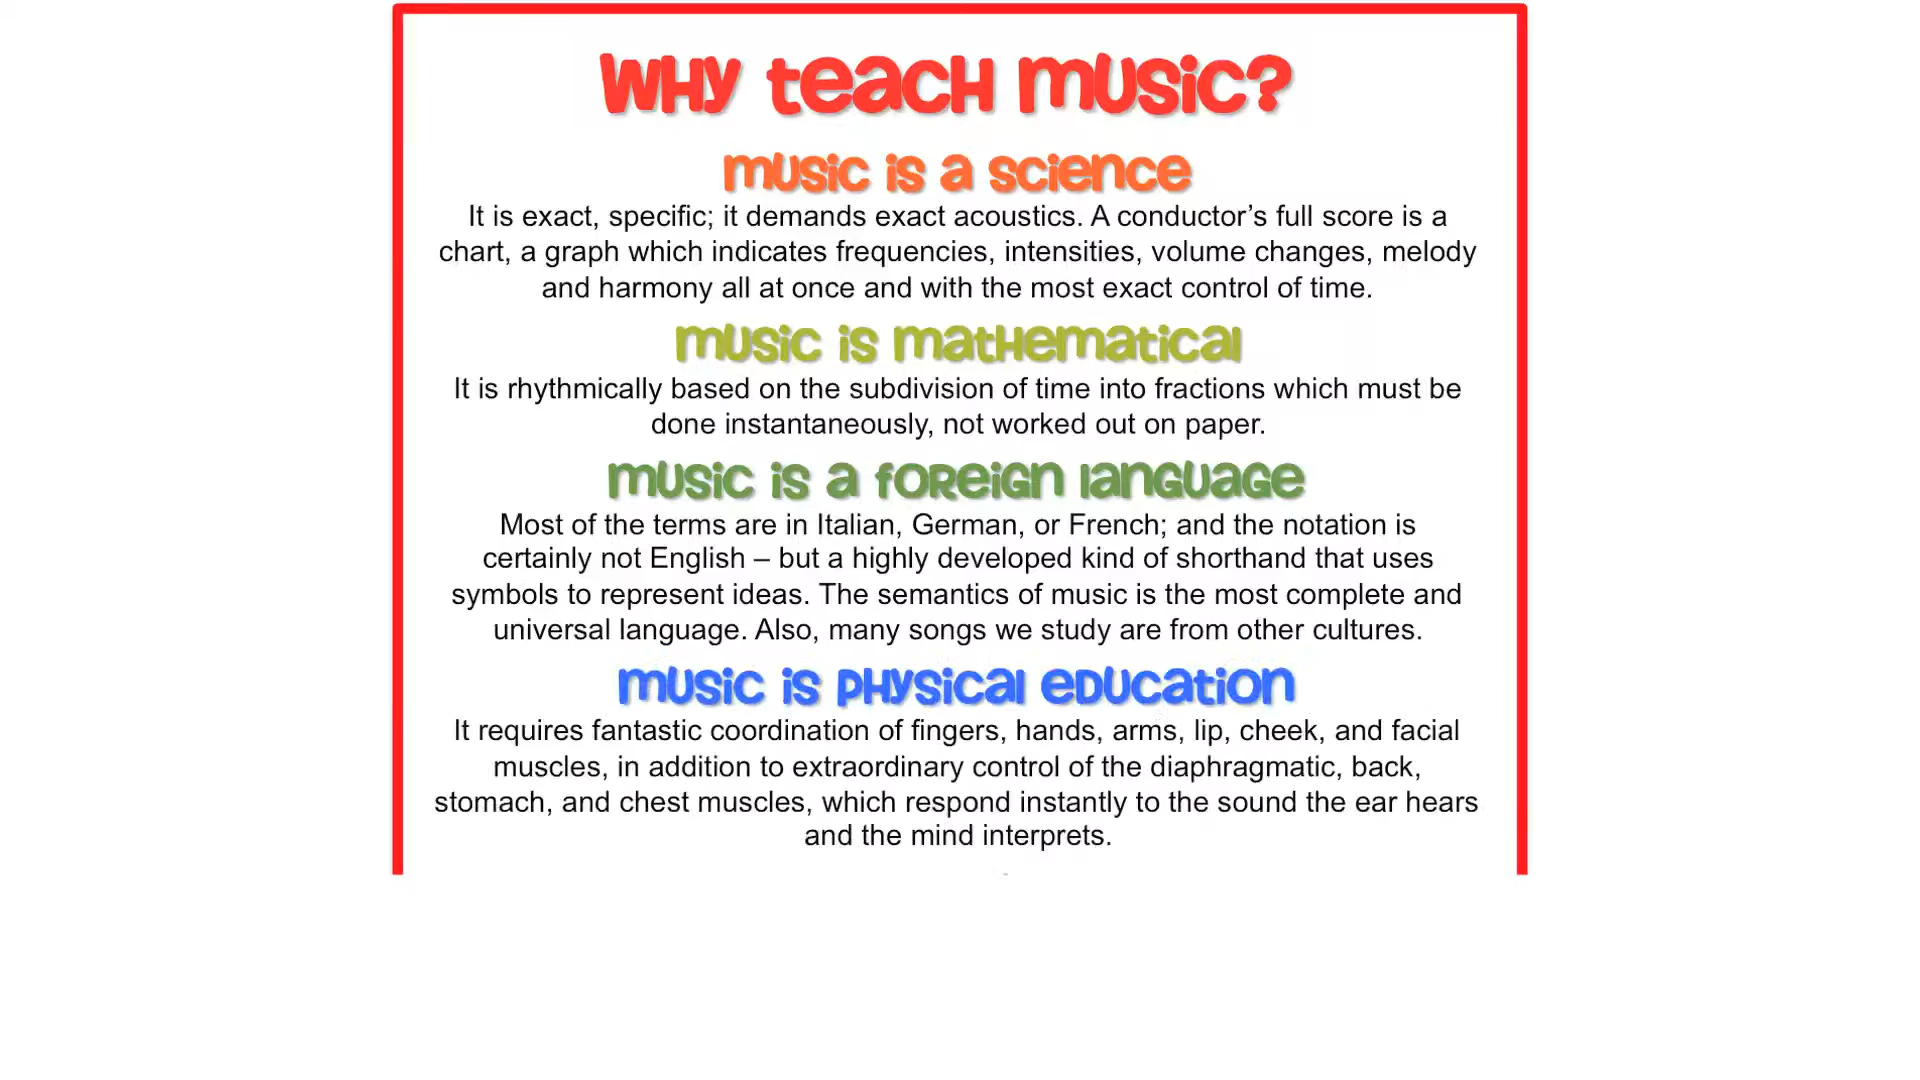 WHY TEACH MUSIC?
MUSIC IS A SCIENCE
It is exact, specific; it demands exact acoustics. A conductor’s full score is a
chart, a graph which indicates frequencies, intensities, volume changes, melody
and harmony all at once and with the most exact control of time.
MUSIC IS MATHEMATICAL
It is rhythmically based on the subdivision of time into fractions which must be
done instantaneously, not worked out on paper.
MUSIC IS A FOREIGN LANGUAGE
Most of the terms are in Italian, German, or French; and the notation is
certainly not English – but a highly developed kind of shorthand that uses
symbols to represent ideas. The semantics of music is the most complete and
universal language. Also, many songs we study are from other cultures.
MUSIC IS PHYSICAL EDUCATION
It requires fantastic coordination of fingers, hands, arms, lip, cheek, and facial
muscles, in addition to extraordinary control of the diaphragmatic, back,
stomach, and chest muscles, which respond instantly to the sound the ear hears
and the mind interprets.